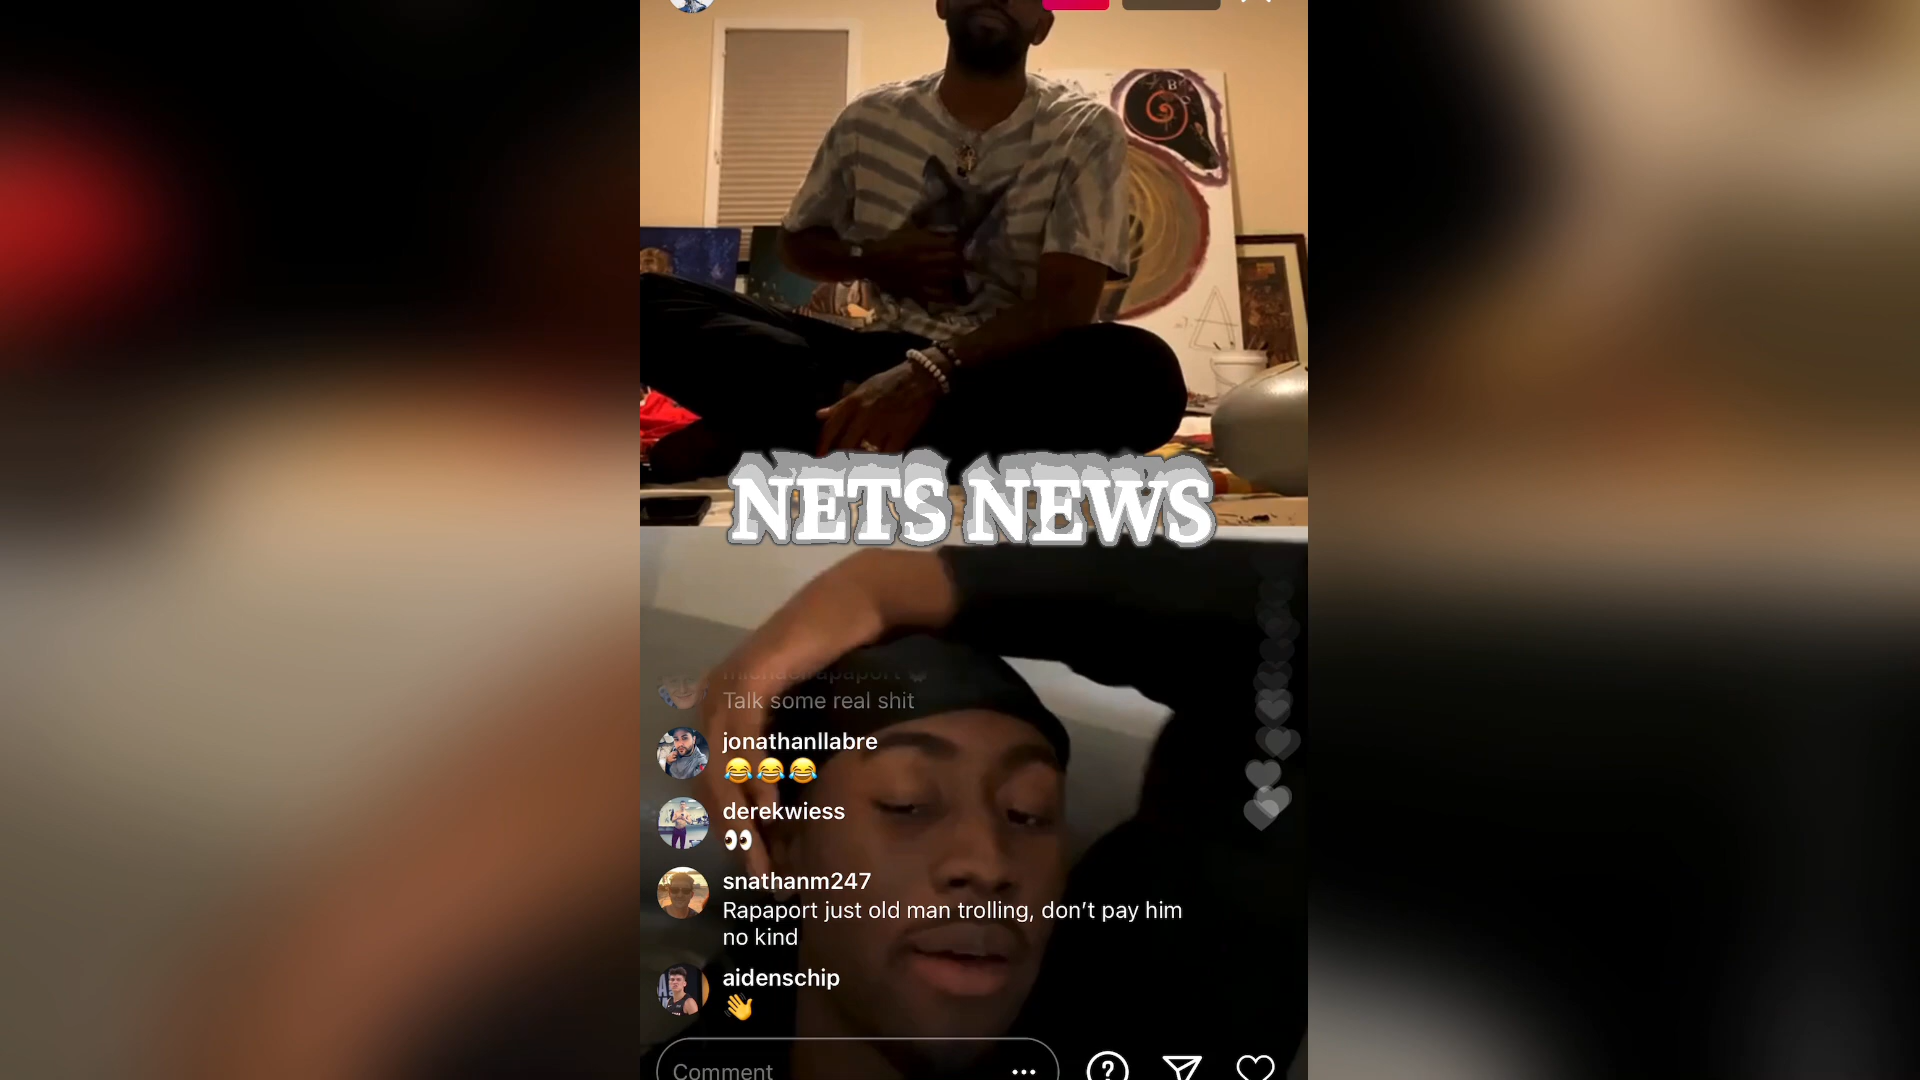 NETS NEWS
michaelrapaport
Talk some real shit
jonathanllabre
😂😂😂
derekwiess
👀
snathanm247
Rapaport just old man trolling, don’t pay him
no kind
aidenschip
👋
Comment